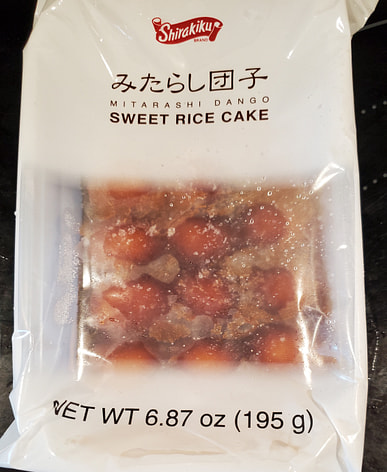 Shirakiku
BRAND
みたらし団子
MITARASHI DANGO
SWEET RICE CAKE
NET WT 6.87 oz (195 g)